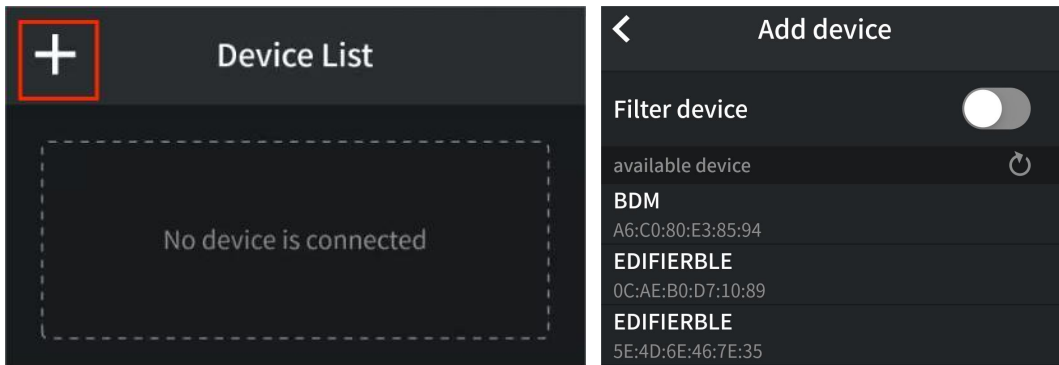 Device List
No device is connected
Add device
Filter device
available device
BDM
A6:C0:80:E3:85:94
EDIFIERBLE
0C:AE:B0:D7:10:89
EDIFIERBLE
5E:4D:6E:46:7E:35